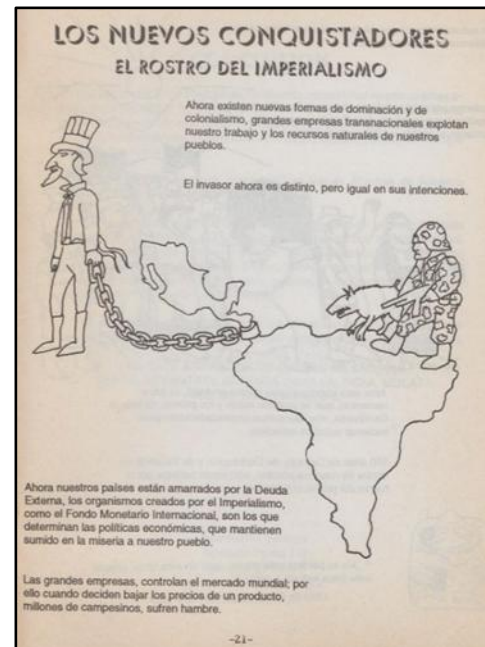 LOS NUEVOS CONQUISTADORES
EL ROSTRO DEL IMPERIALISMO
Ahora existen nuevas formas de dominación y de
colonialismo, grandes empresas transnacionales explotan
nuestro trabajo y los recursos naturales de nuestros
pueblos.
El invasor ahora es distinto, pero igual en sus intenciones.
Ahora nuestros países están amarrados por la Deuda
Externa, los organismos creados por el Imperialismo,
como el Fondo Monetario Internacional, son los que
determinan las políticas económicas, que mantienen
sumido en la miseria a nuestro pueblo.
Las grandes empresas, controlan el mercado mundial; por
ello cuando deciden bajar los precios de un producto,
millones de campesinos, sufren hambre.
-21-